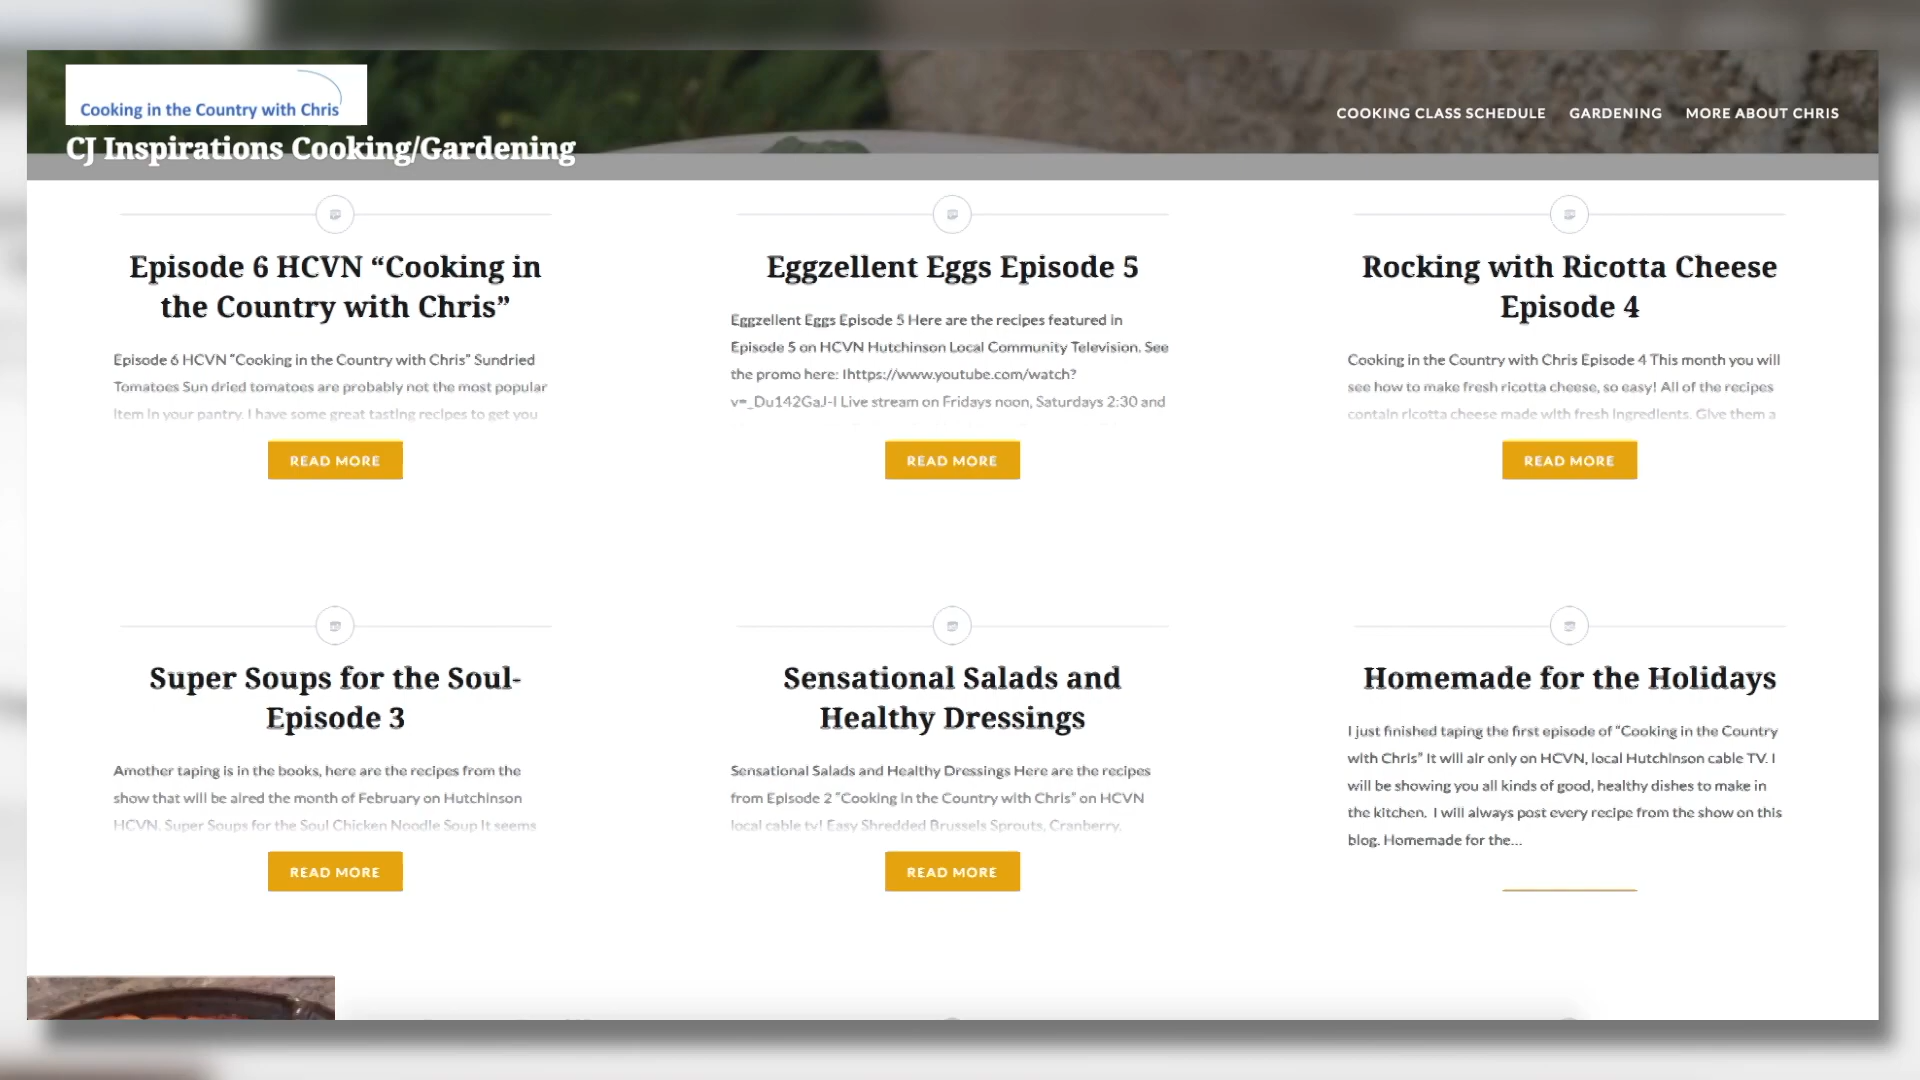 Cooking in the Country with Chris
CJ Inspirations Cooking/Gardening
COOKING CLASS SCHEDULE GARDENING MORE ABOUT CHRIS
Episode 6 HCVN “Cooking in
the Country with Chris”
Episode 6 HCVN “Cooking in the Country with Chris” Sundried
Tomatoes Sun dried tomatoes are probably not the most popular
item in your pantry. I have some great tasting recipes to get you
READ MORE
Eggzellent Eggs Episode 5
Eggzellent Eggs Episode 5 Here are the recipes featured in
Episode 5 on HCVN Hutchinson Local Community Television. See
the promo here: Ihttps://www.youtube.com/watch?
v=_Du142GaJ-I Live stream on Fridays noon, Saturdays 2:30 and
READ MORE
Rocking with Ricotta Cheese
Episode 4
Cooking in the Country with Chris Episode 4 This month you will
see how to make fresh ricotta cheese, so easy! All of the recipes
contain ricotta cheese made with fresh ingredients. Give them a
READ MORE
Super Soups for the Soul-
Episode 3
Another taping is in the books, here are the recipes from the
show that will be aired the month of February on Hutchinson
HCVN. Super Soups for the Soul Chicken Noodle Soup It seems
READ MORE
Sensational Salads and
Healthy Dressings
Sensational Salads and Healthy Dressings Here are the recipes
from Episode 2 “Cooking in the Country with Chris” on HCVN
local cable tv! Easy Shredded Brussels Sprouts, Cranberry,
READ MORE
Homemade for the Holidays
I just finished taping the first episode of “Cooking in the Country
with Chris” It will air only on HCVN, local Hutchinson cable TV. I
will be showing you all kinds of good, healthy dishes to make in
the kitchen. I will always post every recipe from the show on this
blog. Homemade for the...